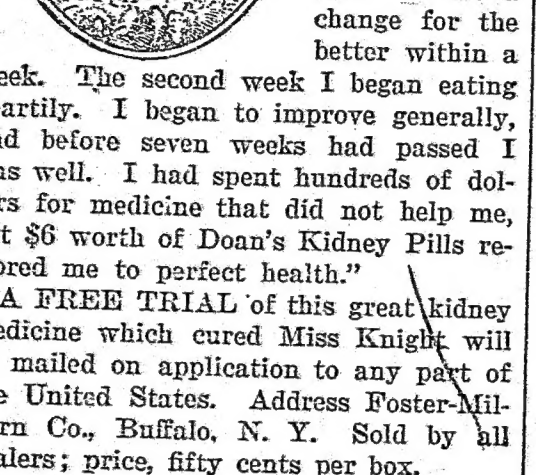 change for the
better within a
eek. The second week I began eating
eartily. I began to improve generally,
nd before seven weeks had passed I
as well. I had spent hundreds of dol-
rs for medicine that did not help me,
t $6 worth of Doan's Kidney Pills re-
ored me to perfect health."
A FREE TRIAL of this great kidney
edicine which cured Miss Knight will
mailed on application to any part of
e United States. Address Foster-Mil-
rn Co., Buffalo, N. Y. Sold by all
alers; price, fifty cents per box.